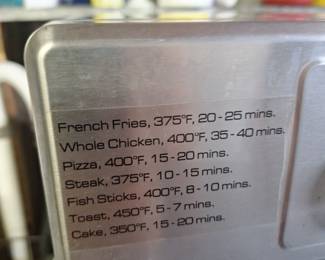 French Fries, 375°F, 20-25 mins.
Whole Chicken, 400°F, 35-40 mins.
Pizza, 400°F, 15-20 mins.
Steak, 375°F, 10-15 mins.
Fish Sticks, 400°F, 8-10 mins.
Toast, 450°F, 5-7 mins.
Cake, 350°F, 15-20 mins.